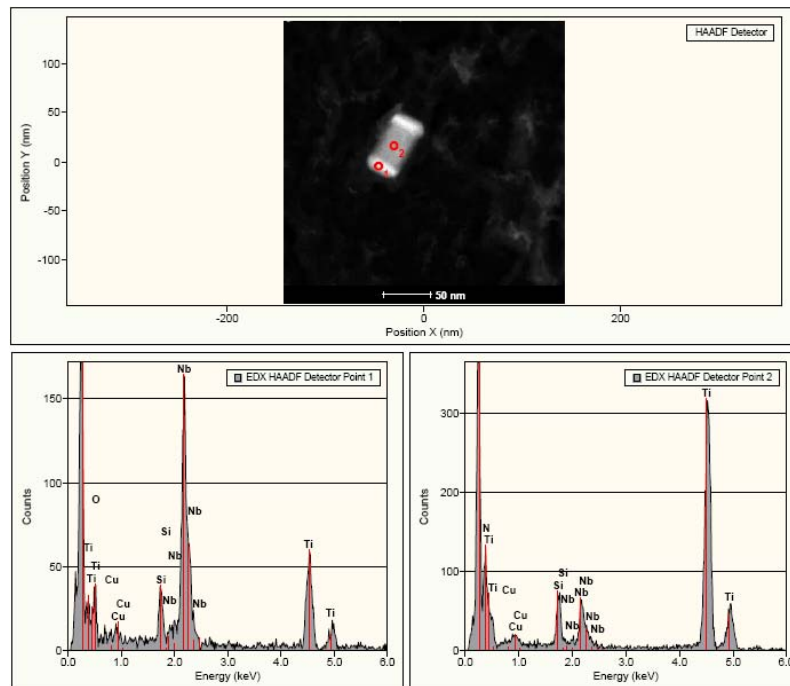 HAADF Detector
Position Y (nm)
100
50
0
-50
-100
1
2
50 nm
-200
0
200
Position X (nm)
EDX HAADF Detector Point 1
Counts
150
100
50
0
Nb
O
Nb
Si
Ti
Nb
Ti
Cu
Si
Ti
Nb
Nb
Cu
Cu
Ti
Ti
0.0
1.0
2.0
3.0
4.0
5.0
6.0
Energy (keV)
EDX HAADF Detector Point 2
Counts
300
200
100
0
Ti
N
Ti
Si
Nb
Ti
Cu
Si
Nb
Nb
Cu
Nb
Cu
Nb
Nb
Ti
0.0
1.0
2.0
3.0
4.0
5.0
6.0
Energy (keV)